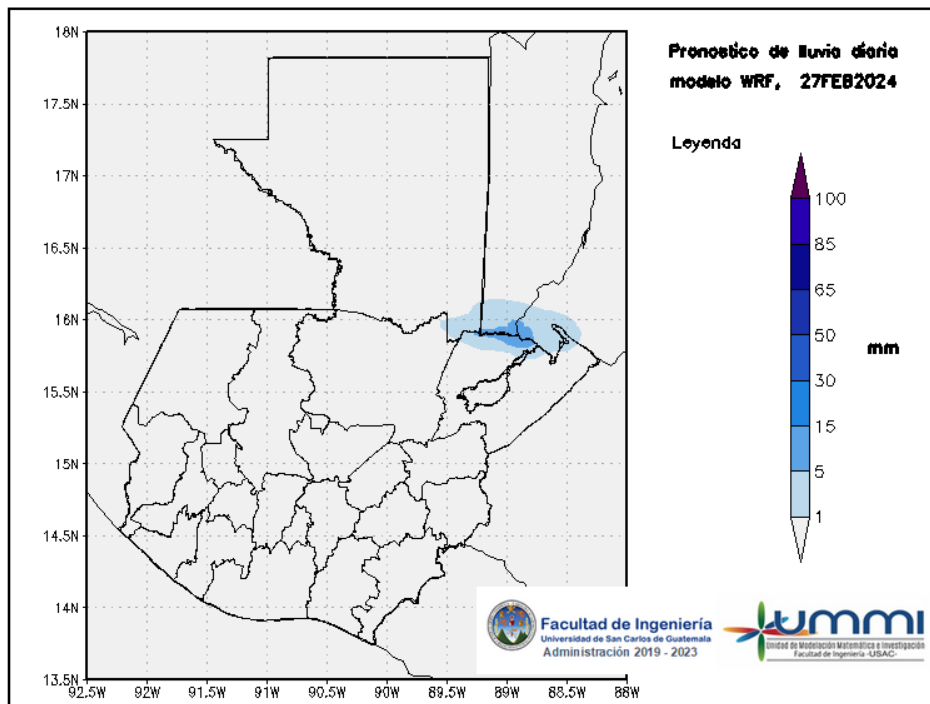 Pronostico de lluvia diaria
modelo WRF, 27FEB2024
Leyenda
100
85
65
50
30
15
5
1
mm
18N
17.5N
17N
16.5N
16N
15.5N
15N
14.5N
14N
13.5N
92.5W
92W
91.5W
91W
90.5W
90W
89.5W
89W
88.5W
88W
Facultad de Ingeniería
Universidad de San Carlos de Guatemala
Administración 2019 - 2023
ummi
Unidad de Modelación Matemática e Investigación
Facultad de Ingeniería -USAC-